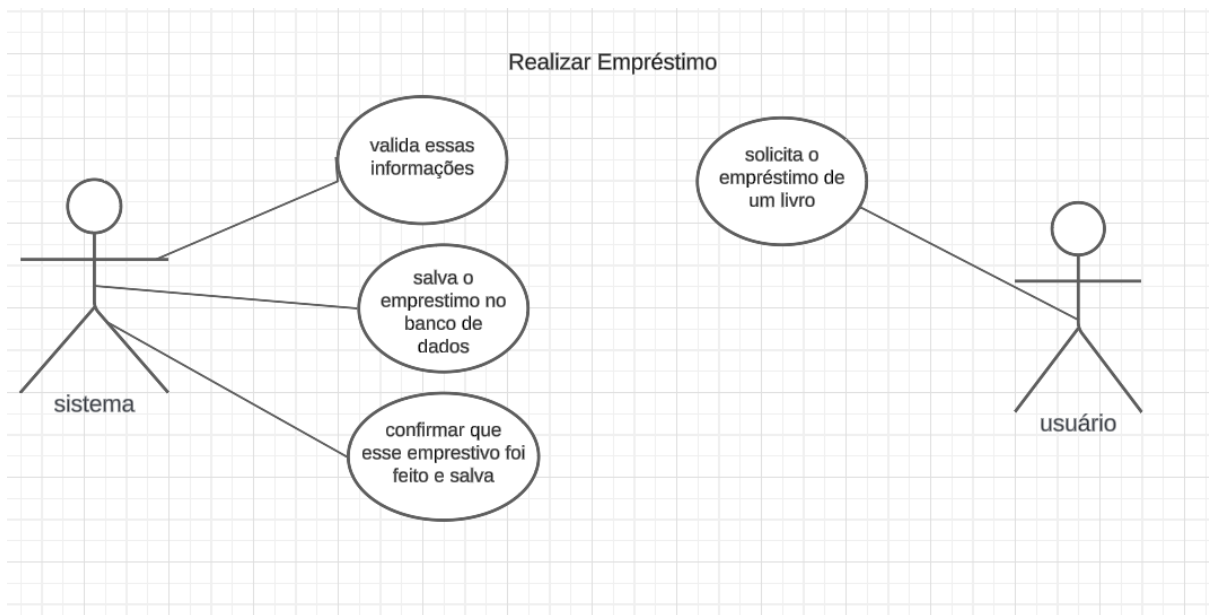 Realizar Empréstimo
valida essas
informações
solicita o
empréstimo de
um livro
salva o
emprestimo no
banco de
dados
sistema
confirmar que
esse emprestivo foi
feito e salva
usuário